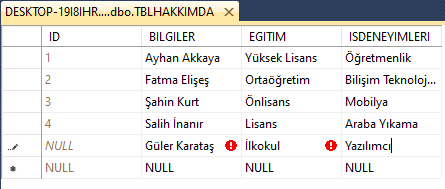 DESKTOP-19I8IHR....dbo.TBLHAKKIMDA
ID BILGILER EGITIM ISDENEYIMLERI
1 Ayhan Akkaya Yüksek Lisans Öğretmenlik
2 Fatma Elişeş Ortaöğretim Bilişim Teknoloj...
3 Şahin Kurt Önlisans Mobilya
4 Salih İnanır Lisans Araba Yıkama
NULL Güler Karataş İlkokul Yazılımcı
NULL NULL NULL NULL